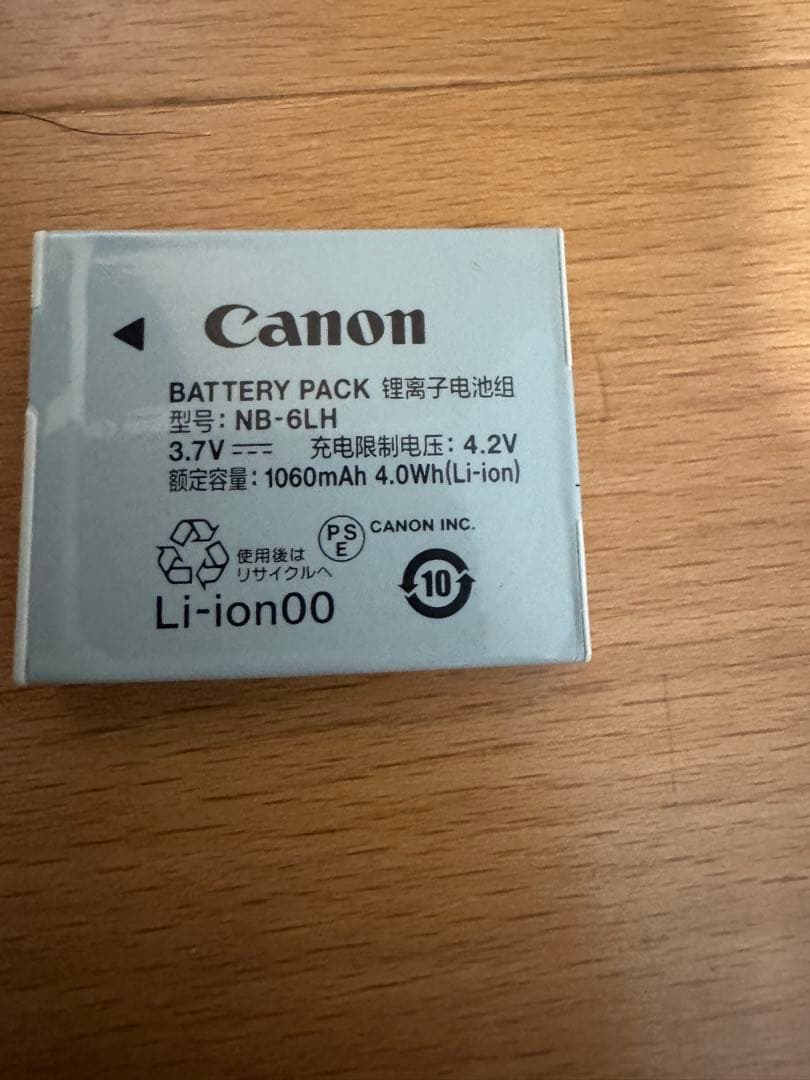 Canon
BATTERY PACK 锂离子电池组
型号: NB-6LH
3.7V 充电限制电压: 4.2V
额定容量: 1060mAh 4.0Wh(Li-ion)
使用後は
リサイクルへ
PS
E
CANON INC.
10
Li-ion00